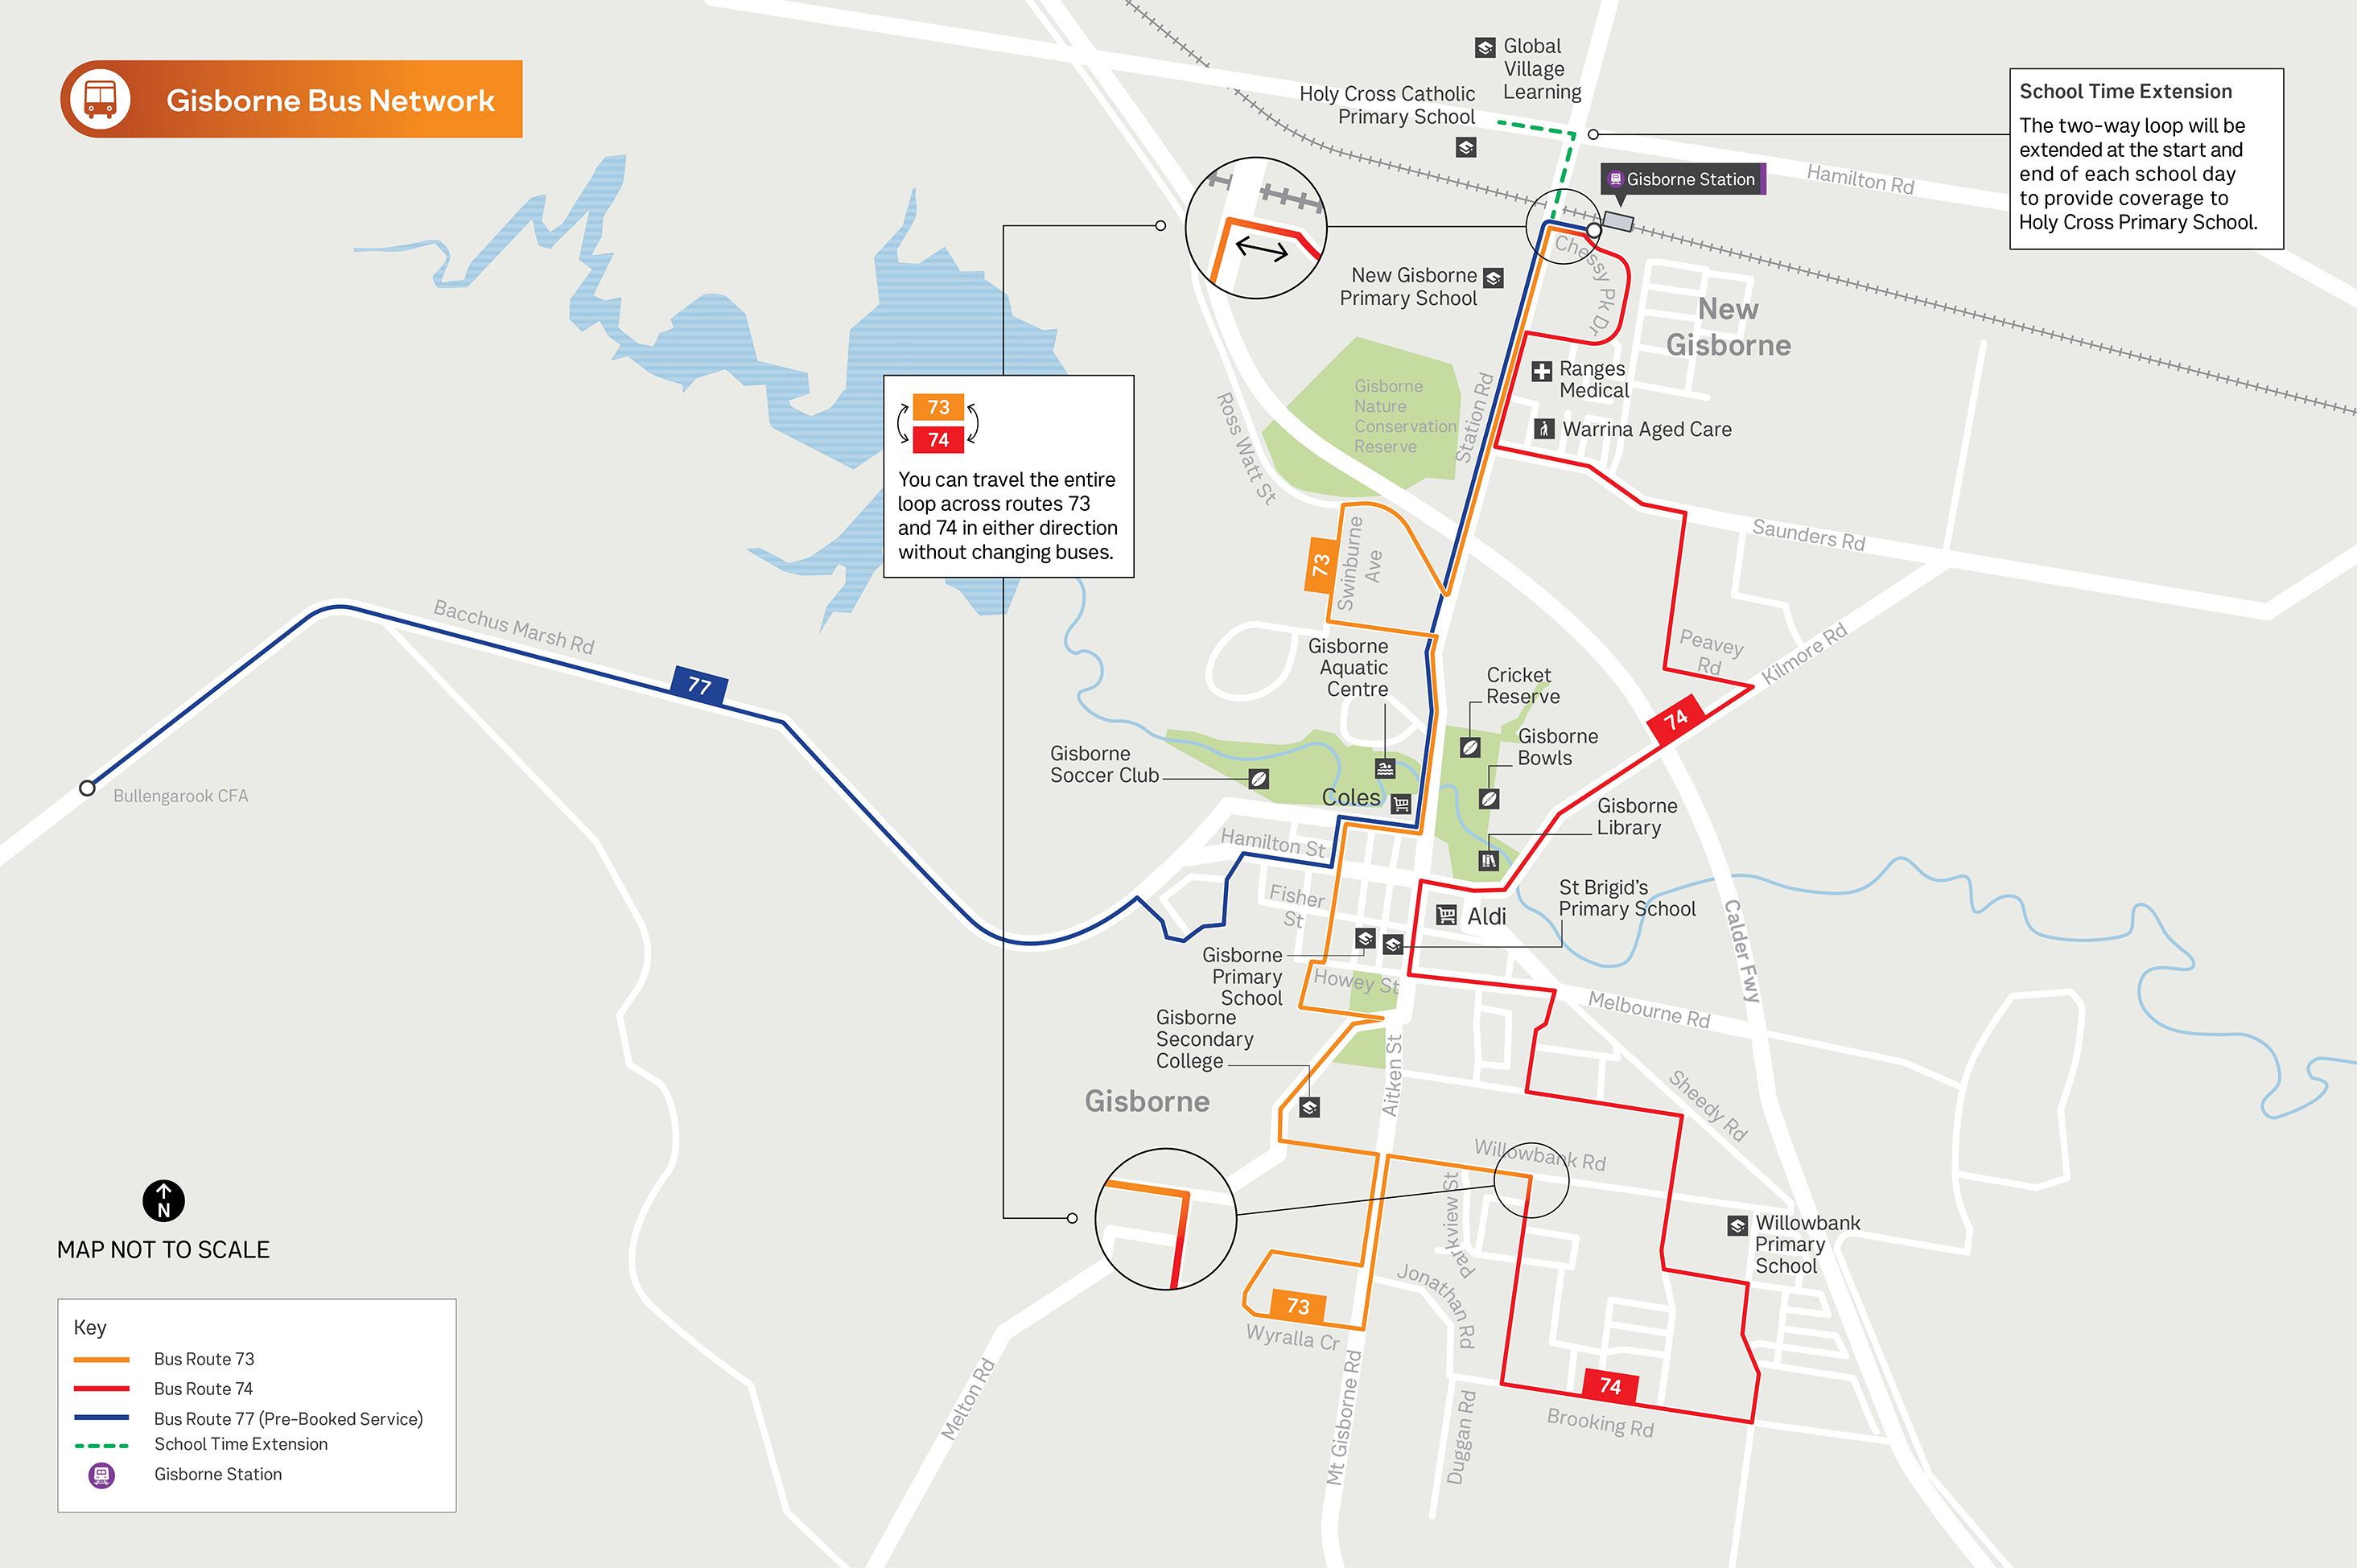 Gisborne Bus Network
Global
Village
Learning
Holy Cross Catholic
Primary School
School Time Extension
The two-way loop will be
extended at the start and
end of each school day
to provide coverage to
Holy Cross Primary School.
Hamilton Rd
Gisborne Station
Chessy Pk Dr
New Gisborne
Primary School
New
Gisborne
Ranges
Medical
Warrina Aged Care
Gisborne
Nature
Conservation
Reserve
Station Rd
Ross Watt St
73
74
You can travel the entire
loop across routes 73
and 74 in either direction
without changing buses.
Saunders Rd
73
Swinburne
Ave
Bacchus Marsh Rd
77
Bullengarook CFA
Peavey
Rd
Kilmore Rd
74
Gisborne
Aquatic
Centre
Cricket
Reserve
Gisborne
Bowls
Gisborne
Soccer Club
Coles
Gisborne
Library
Hamilton St
Fisher
St
Aldi
St Brigid's
Primary School
Calder Fwy
Gisborne
Primary
School
Howey St
Melbourne Rd
Gisborne
Secondary
College
Aitken St
Gisborne
Sheedy Rd
Willowbank Rd
Parkview St
Willowbank
Primary
School
Jonathan Rd
73
Wyralla Cr
74
Brooking Rd
Duggan Rd
Mt Gisborne Rd
Melton Rd
N
MAP NOT TO SCALE
Key
Bus Route 73
Bus Route 74
Bus Route 77 (Pre-Booked Service)
School Time Extension
Gisborne Station